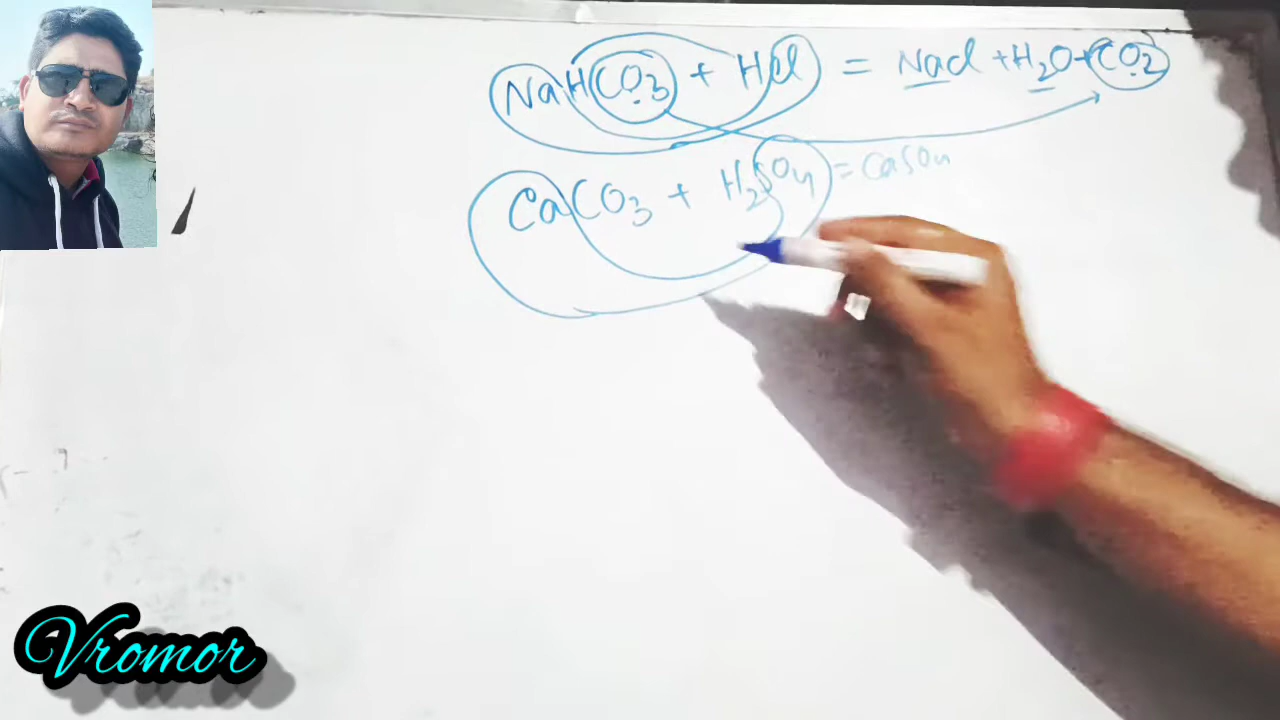 NaHCO3 + HCl = Nacl + H2O + CO2
CaCO3 + H2SO4 = CaSO4
Vromor